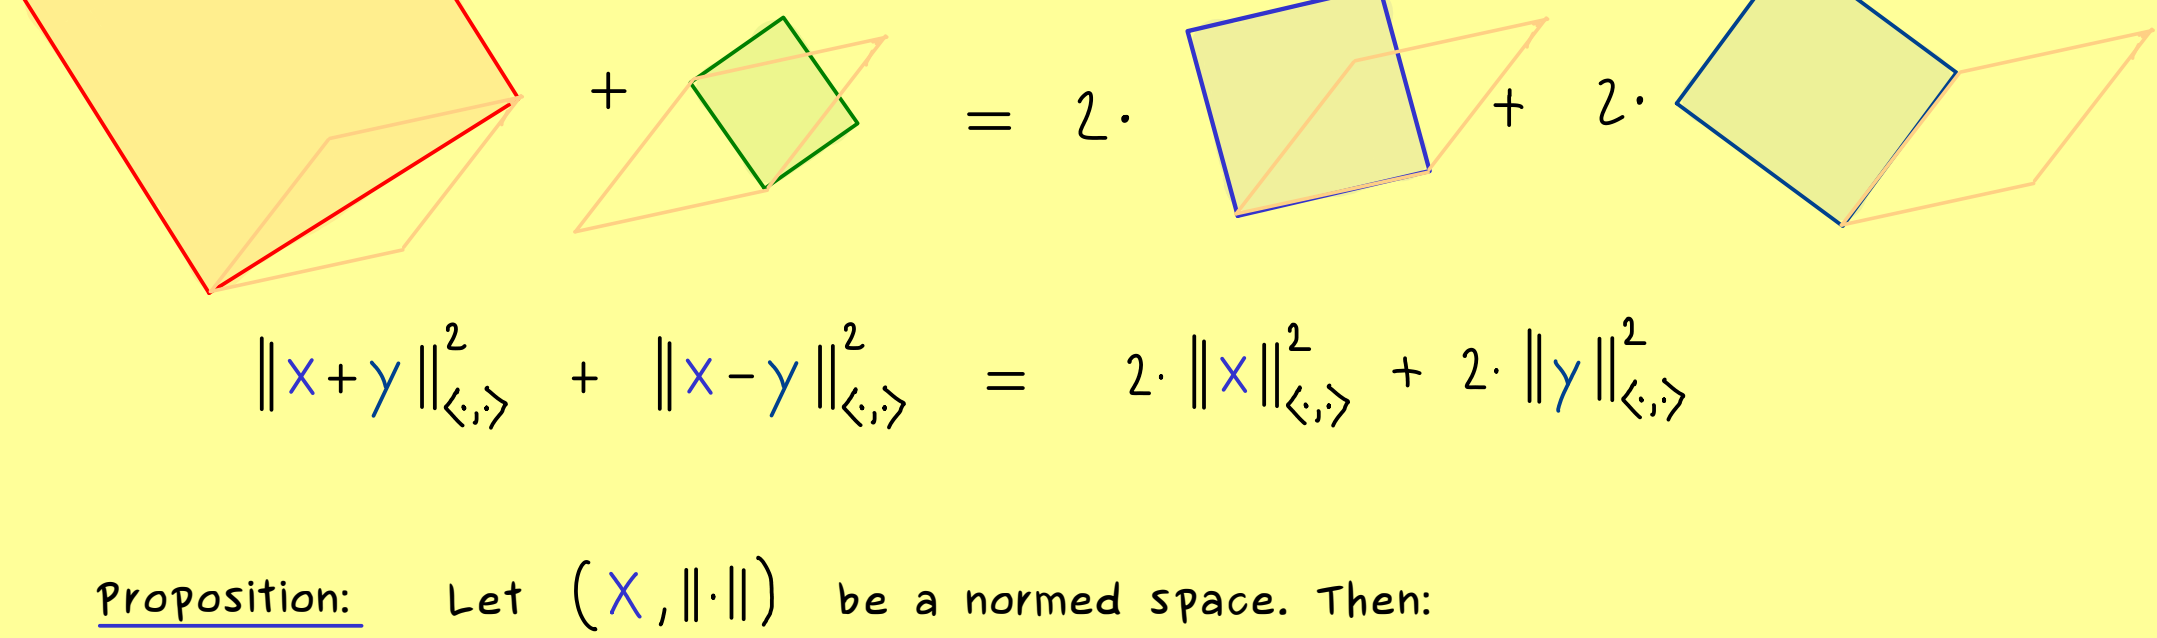 + = 2· + 2·
‖x+y‖²⟨·,·⟩ + ‖x−y‖²⟨·,·⟩ = 2·‖x‖²⟨·,·⟩ + 2·‖y‖²⟨·,·⟩
Proposition: Let (X, ‖·‖) be a normed space. Then: